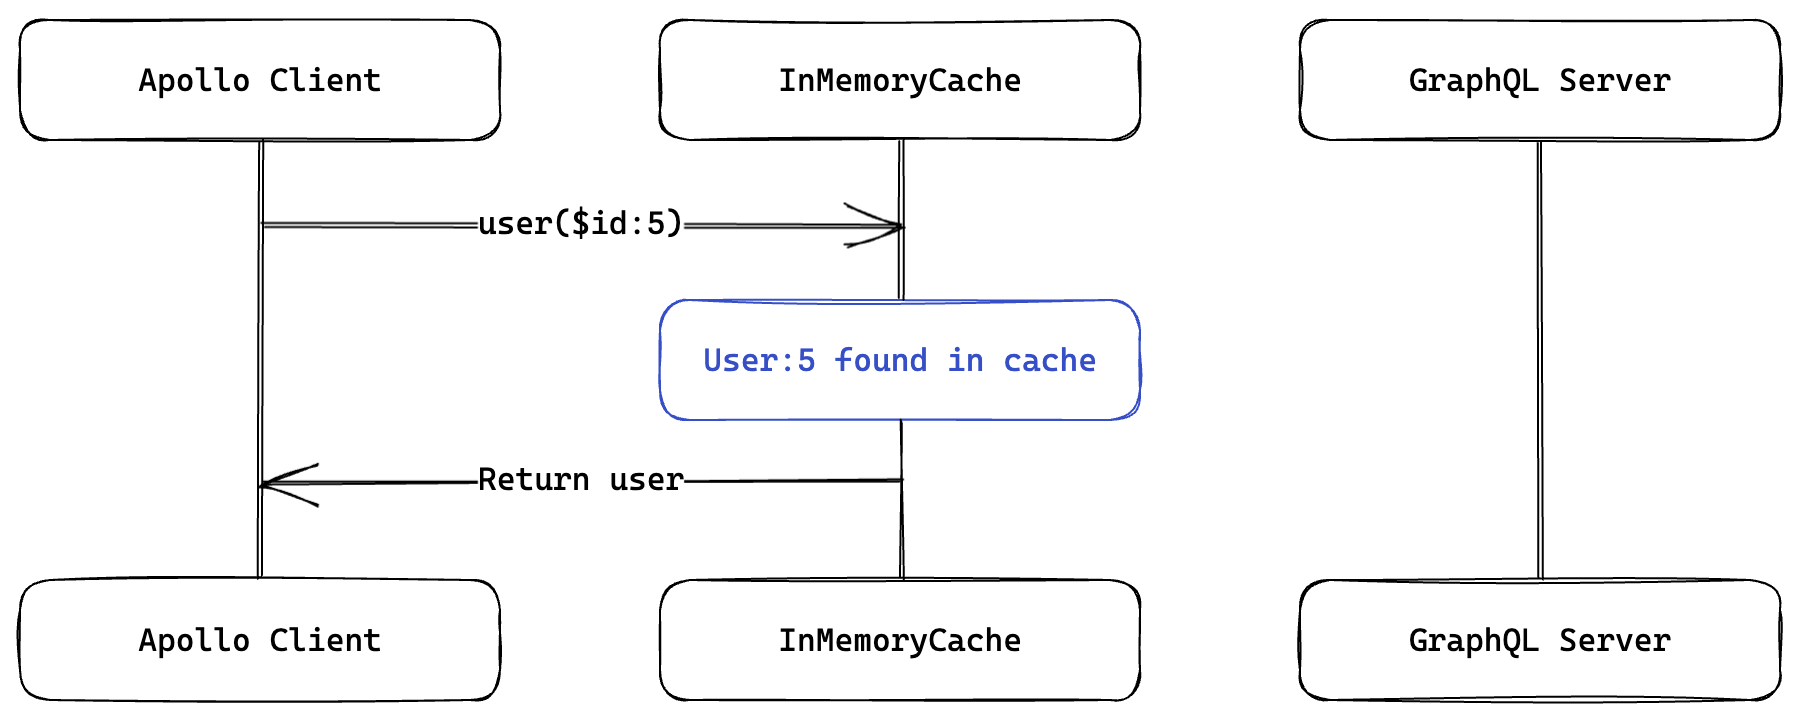 Apollo Client
InMemoryCache
GraphQL Server
user($id:5)
User:5 found in cache
Return user
Apollo Client
InMemoryCache
GraphQL Server